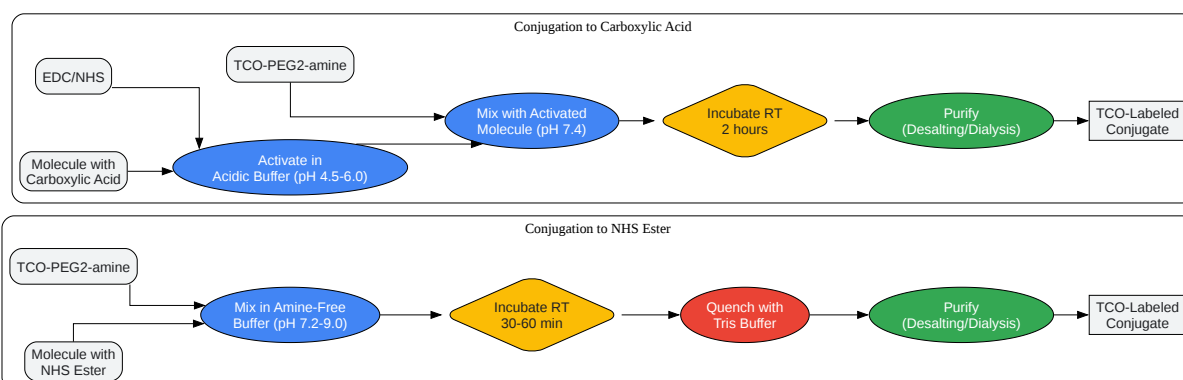 Conjugation to Carboxylic Acid
EDC/NHS
TCO-PEG2-amine
Molecule with
Carboxylic Acid
Activate in
Acidic Buffer (pH 4.5-6.0)
Mix with Activated
Molecule (pH 7.4)
Incubate RT
2 hours
Purify
(Desalting/Dialysis)
TCO-Labeled
Conjugate
Conjugation to NHS Ester
TCO-PEG2-amine
Molecule with
NHS Ester
Mix in Amine-Free
Buffer (pH 7.2-9.0)
Incubate RT
30-60 min
Quench with
Tris Buffer
Purify
(Desalting/Dialysis)
TCO-Labeled
Conjugate